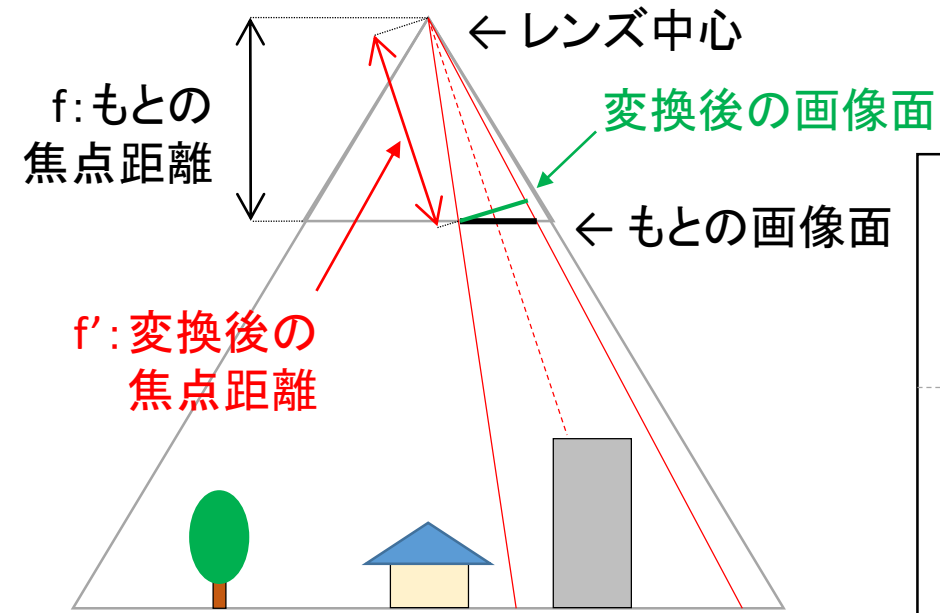 ←レンズ中心
f:もとの
焦点距離
変換後の画像面
←もとの画像面
f’:変換後の
焦点距離